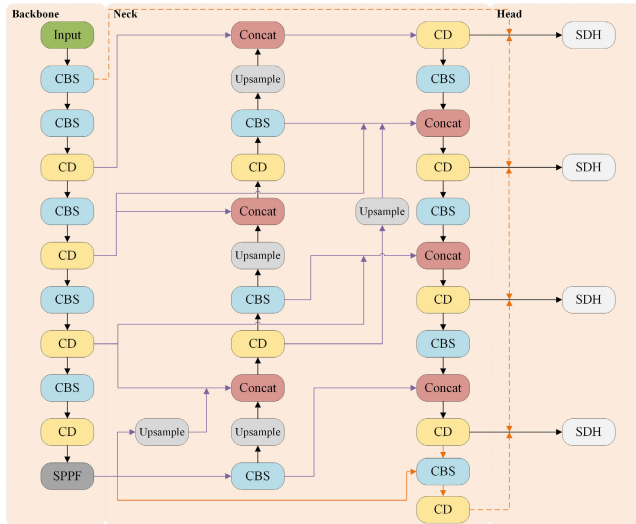 Backbone Neck Head
Input Concat CD SDH
CBS Upsample CBS
CBS CBS Concat
CD CD CD SDH
CBS Concat Upsample CBS
CD Upsample Concat
CBS CBS CD SDH
CD CD CBS
CBS Concat Concat
CD Upsample Upsample CD SDH
SPPF CBS CBS
CD